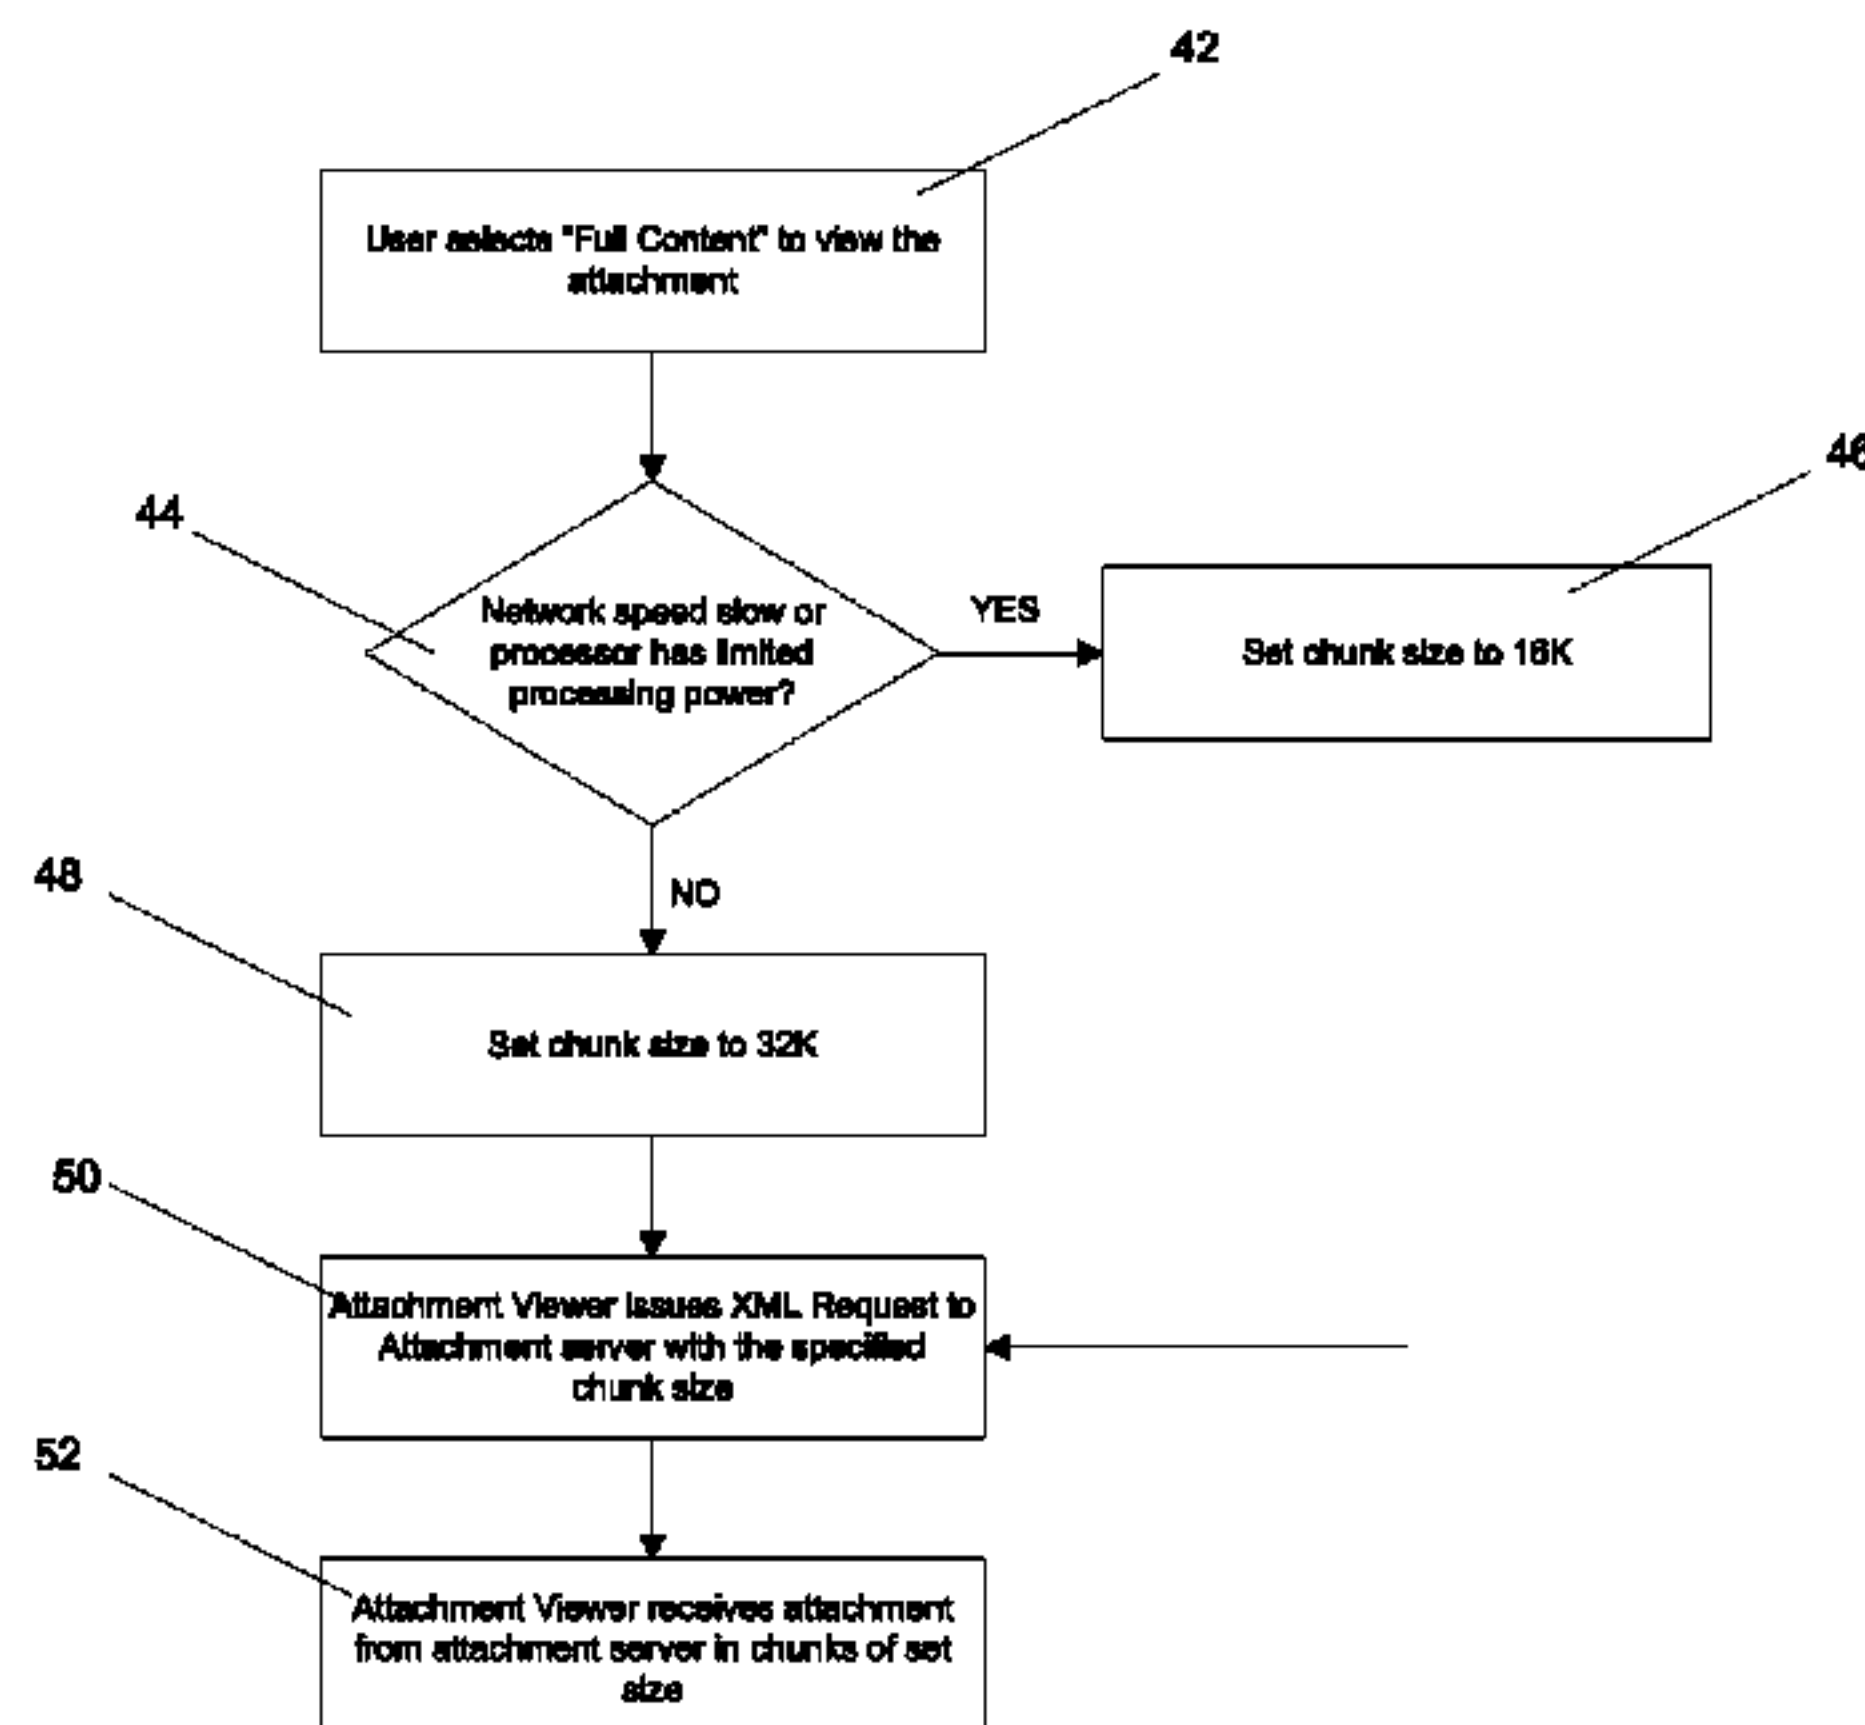 42
User selects "Full Content" to view the
attachment
44
Network speed slow or
processor has limited
processing power?
YES
46
Set chunk size to 16K
48
NO
Set chunk size to 32K
50
Attachment Viewer issues XML Request to
Attachment server with the specified
chunk size
52
Attachment Viewer receives attachment
from attachment server in chunks of set
size